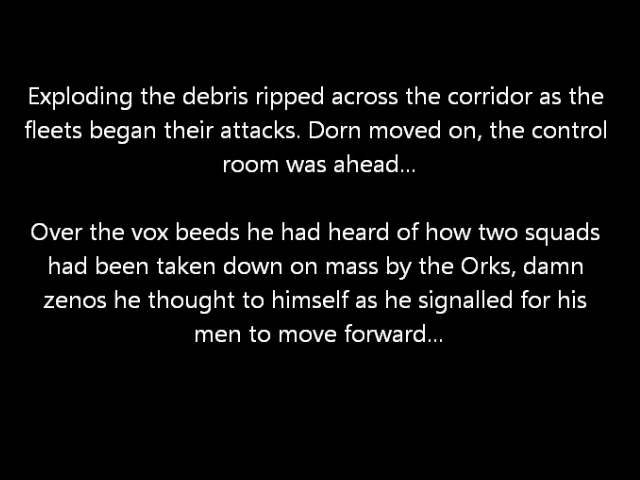 Exploding the debris ripped across the corridor as the
fleets began their attacks. Dorn moved on, the control
room was ahead...
Over the vox beeds he had heard of how two squads
had been taken down on mass by the Orks, damn
zenos he thought to himself as he signalled for his
men to move forward...